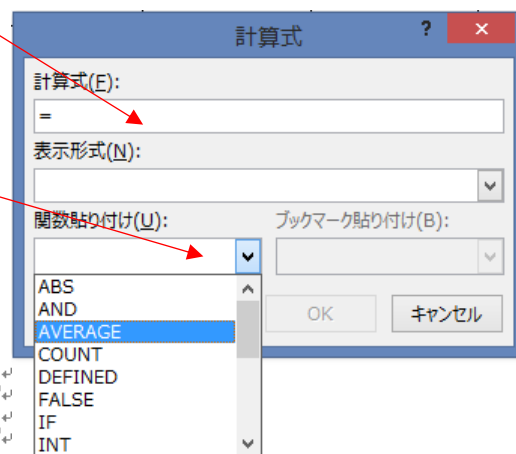 計算式
?
×
計算式(F):
=
表示形式(N):
関数貼り付け(U):
ブックマーク貼り付け(B):
ABS
AND
AVERAGE
COUNT
DEFINED
FALSE
IF
INT
OK
キャンセル